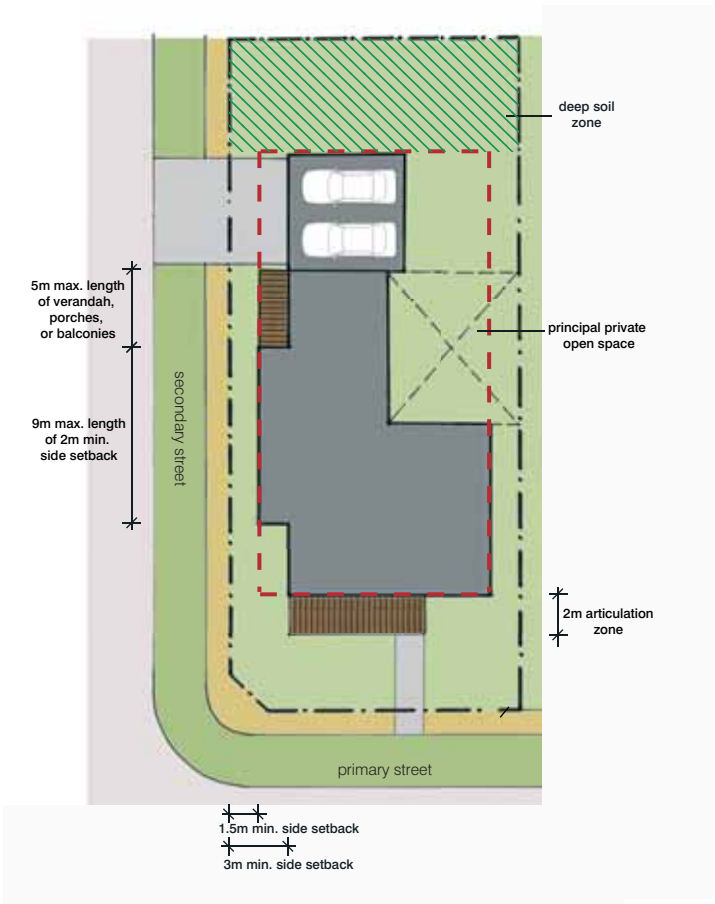 deep soil
zone
5m max. length
of verandah,
porches,
or balconies
principal private
open space
secondary street
9m max. length
of 2m min.
side setback
2m articulation
zone
primary street
1.5m min. side setback
3m min. side setback